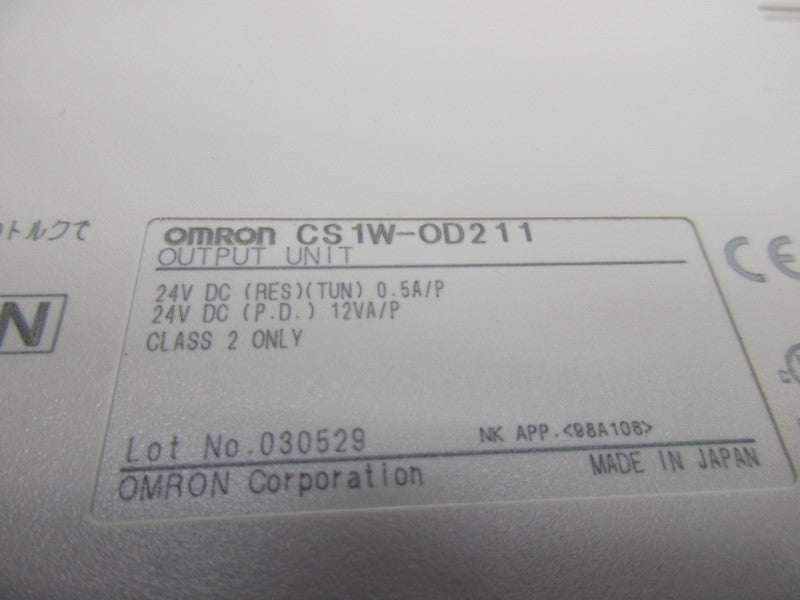 トルクで
OMRON CS1W-OD211
OUTPUT UNIT
24V DC (RES)(TUN) 0.5A/P
24V DC (P.D.) 12VA/P
CLASS 2 ONLY
Lot No.030529 NK APP.<98A106>
OMRON Corporation MADE IN JAPAN
N
CE